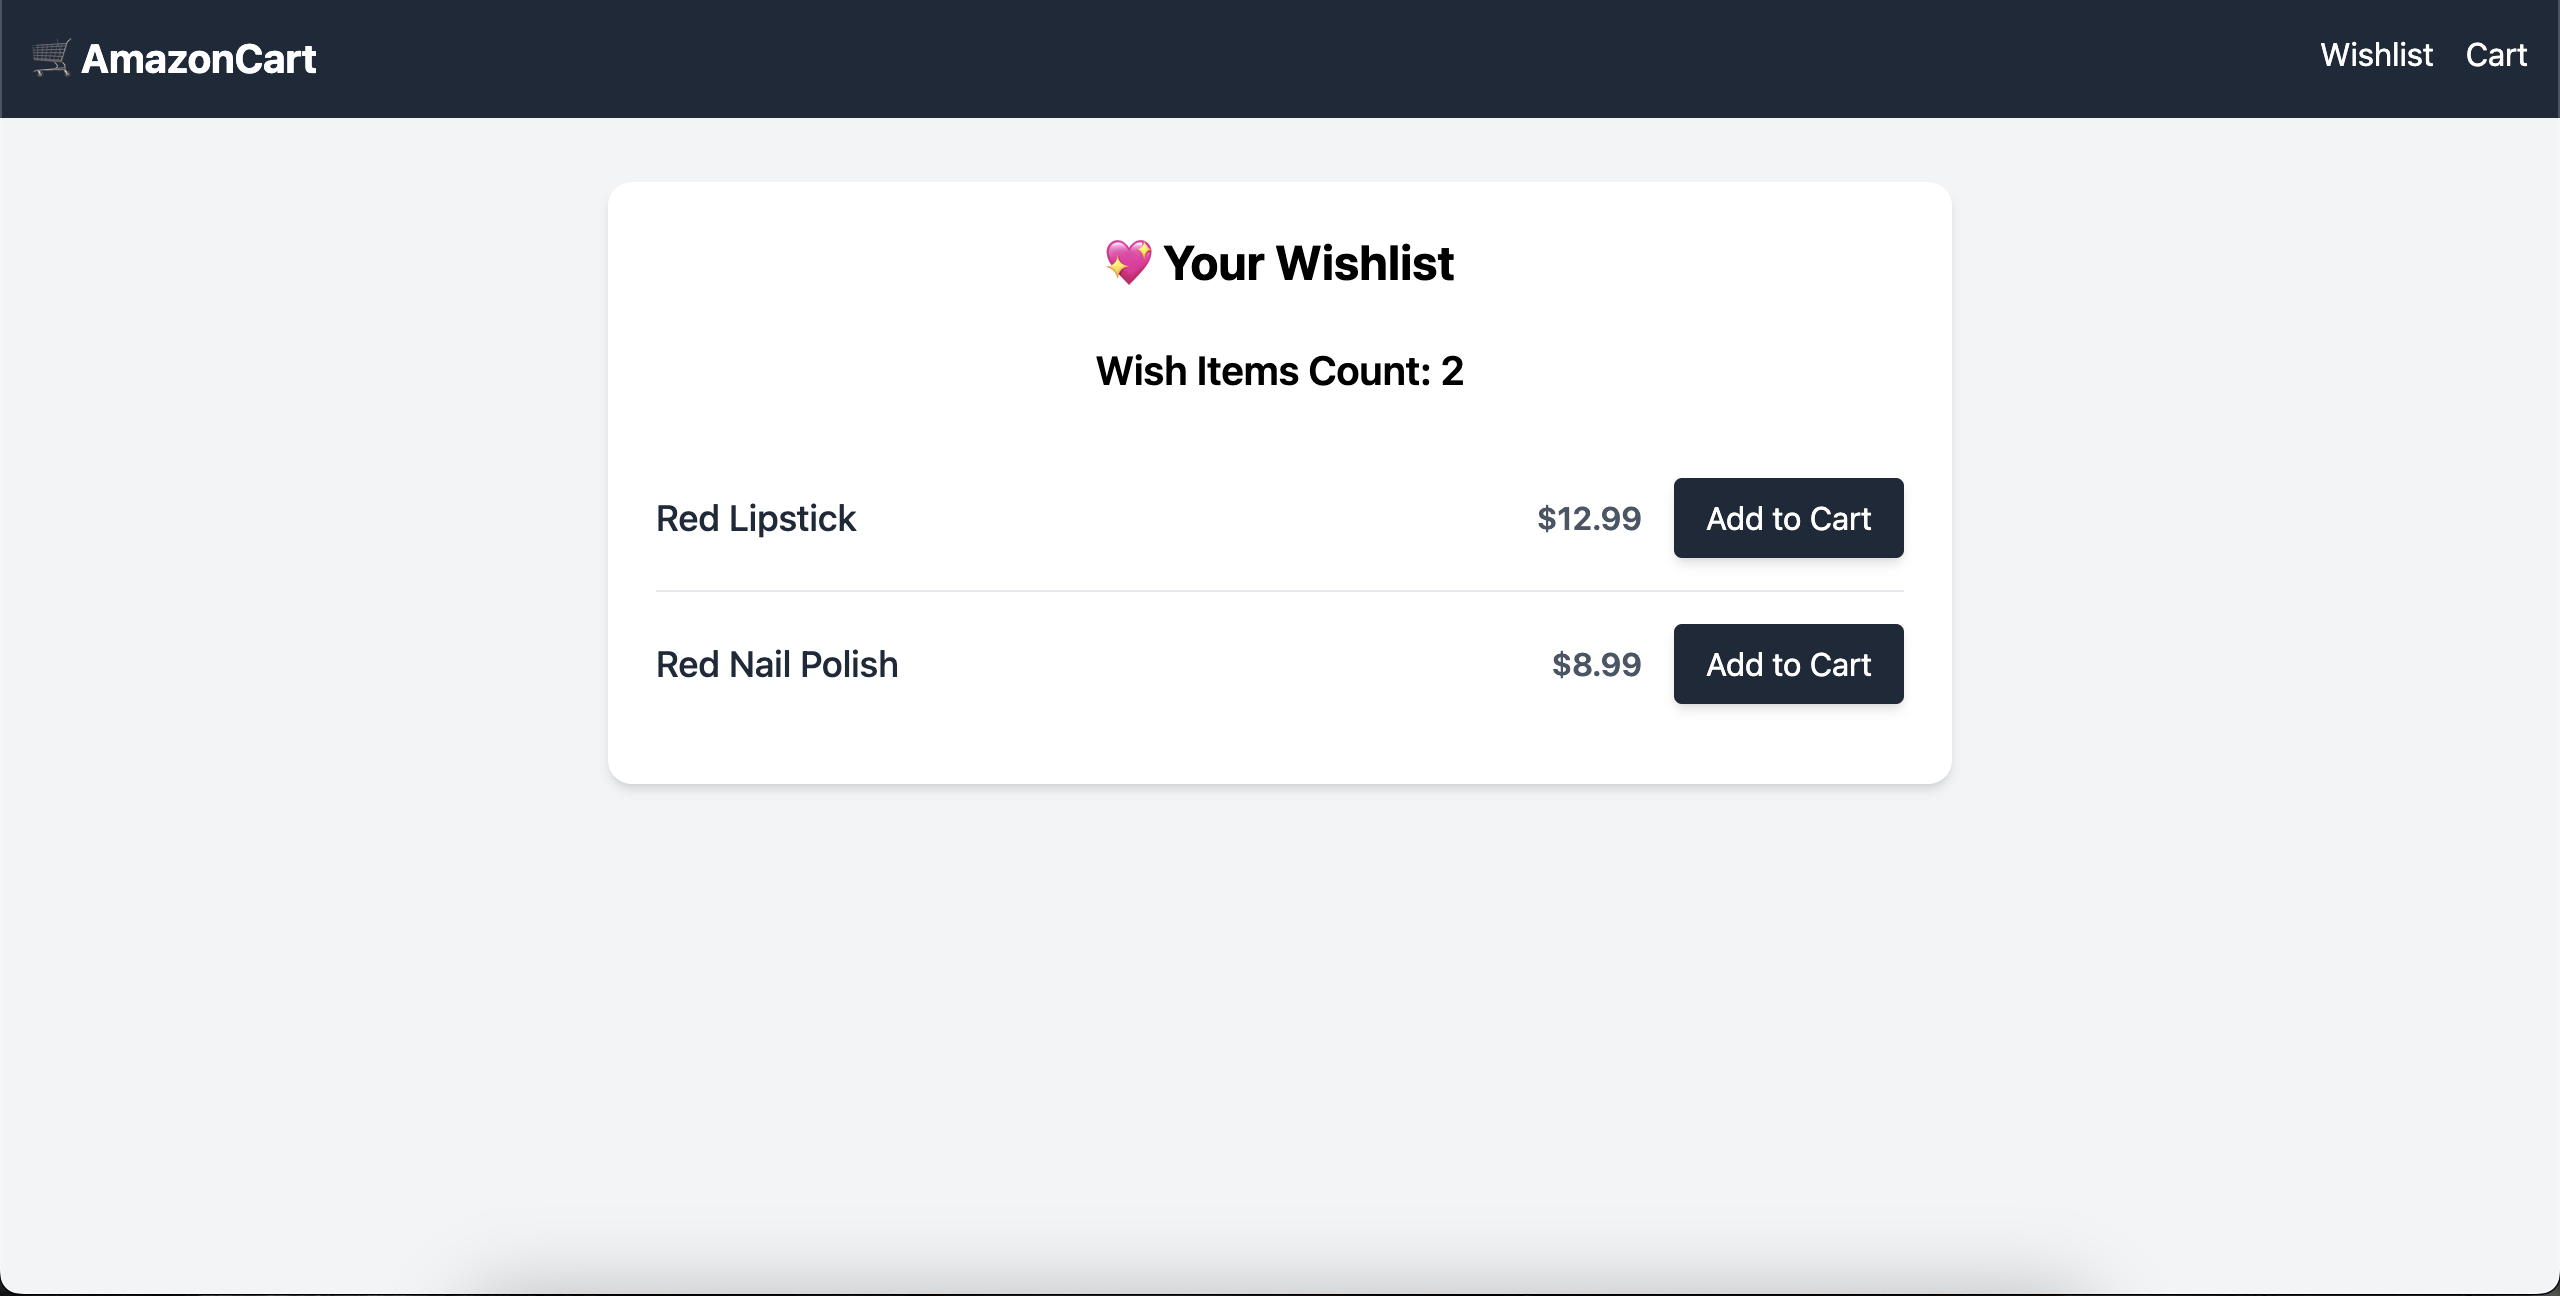 🛒 AmazonCart
Wishlist Cart
💖 Your Wishlist
Wish Items Count: 2
Red Lipstick $12.99 Add to Cart
Red Nail Polish $8.99 Add to Cart